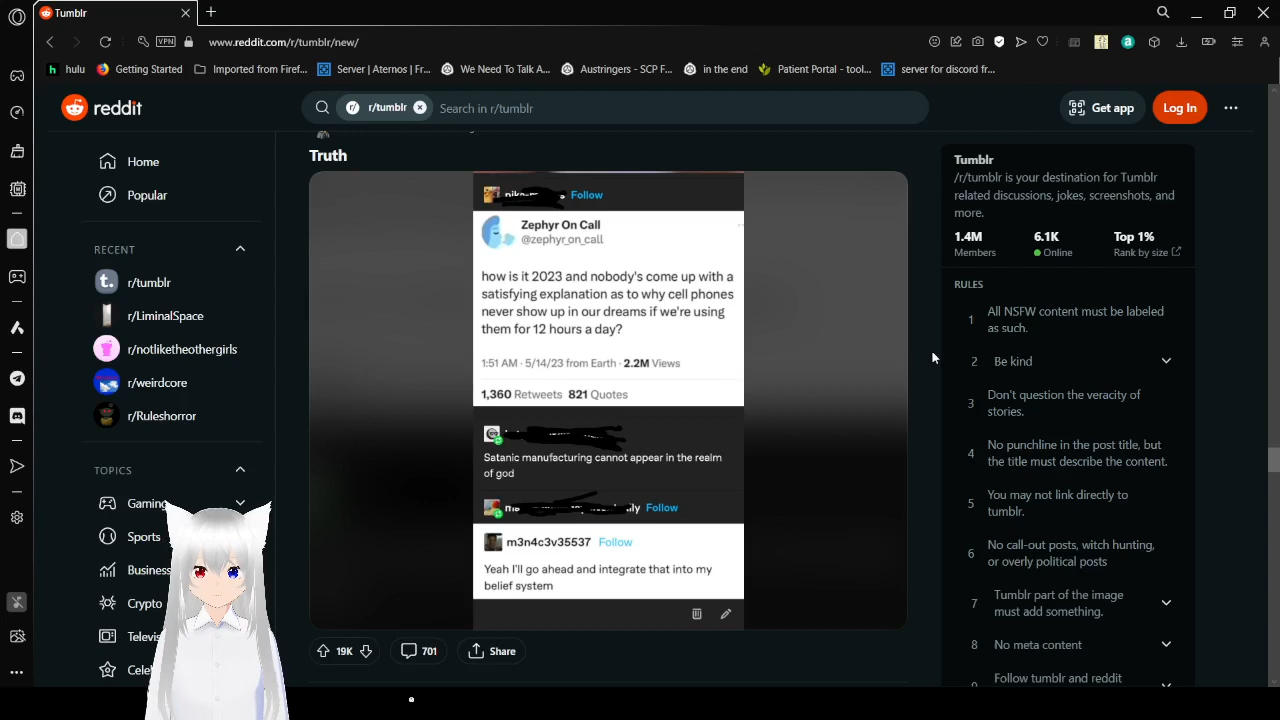 Tumblr
VPN
www.reddit.com/r/tumblr/new/
hulu
Getting Started
Imported from Firef...
Server | Aternos | Fr...
We Need To Talk A...
Austringers - SCP F...
in the end
Patient Portal - tool...
server for discord fr...
reddit
r/ r/tumblr
Search in r/tumblr
Get app
Log In
Home
Popular
RECENT
r/tumblr
r/LiminalSpace
r/notliketheothergirls
r/weirdcore
r/Ruleshorror
TOPICS
Gaming
Sports
Business
Crypto
Truth
Follow
Zephyr On Call
@zephyr_on_call
how is it 2023 and nobody's come up with a
satisfying explanation as to why cell phones
never show up in our dreams if we're using
them for 12 hours a day?
1:51 AM · 5/14/23 from Earth · 2.2M Views
1,360 Retweets 821 Quotes
Satanic manufacturing cannot appear in the realm
of god
Follow
m3n4c3v35537 Follow
Yeah I'll go ahead and integrate that into my
belief system
19K
701
Share
Tumblr
/r/tumblr is your destination for Tumblr
related discussions, jokes, screenshots, and
more.
1.4M
Members
6.1K
Online
Top 1%
Rank by size
RULES
1 All NSFW content must be labeled
as such.
2 Be kind
3 Don't question the veracity of
stories.
4 No punchline in the post title, but
the title must describe the content.
5 You may not link directly to
tumblr.
6 No call-out posts, witch hunting,
or overly political posts
7 Tumblr part of the image
must add something.
8 No meta content
Follow tumblr and reddit